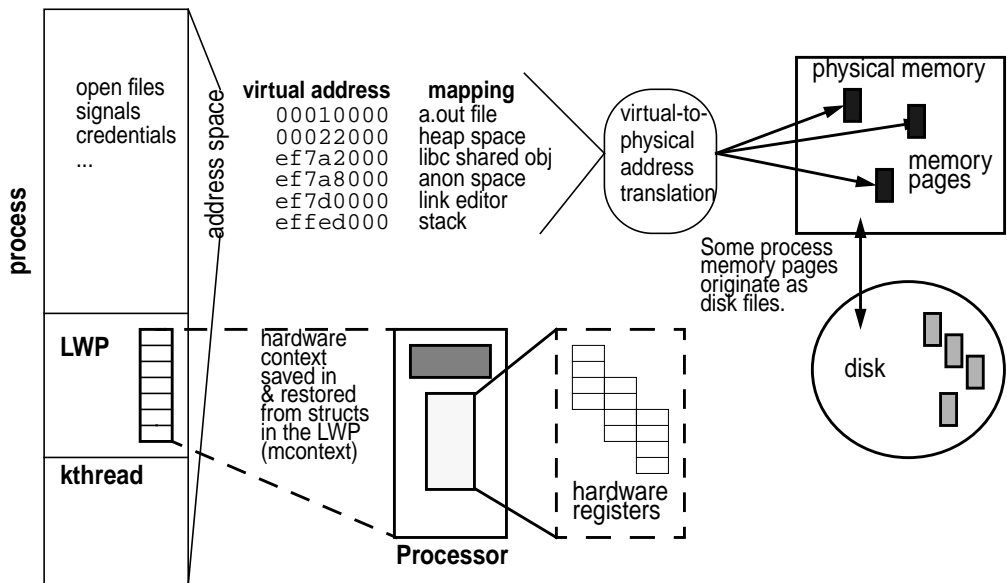 process
open files
signals
credentials
...
address space
virtual address mapping
00010000 a.out file
00022000 heap space
ef7a2000 libc shared obj
ef7a8000 anon space
ef7d0000 link editor
effed000 stack
virtual-to-
physical
address
translation
physical memory
memory
pages
Some process
memory pages
originate as
disk files.
disk
LWP
hardware
context
saved in
& restored
from structs
in the LWP
(mcontext)
Processor
hardware
registers
kthread